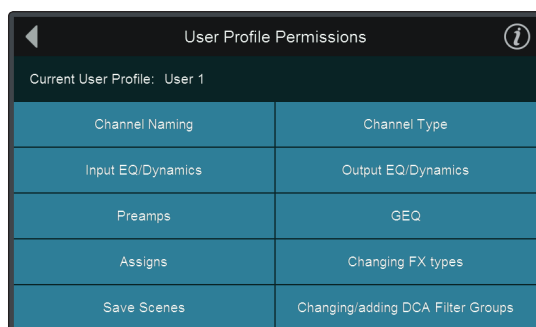 User Profile Permissions
i
Current User Profile: User 1
Channel Naming
Channel Type
Input EQ/Dynamics
Output EQ/Dynamics
Preamps
GEQ
Assigns
Changing FX types
Save Scenes
Changing/adding DCA Filter Groups